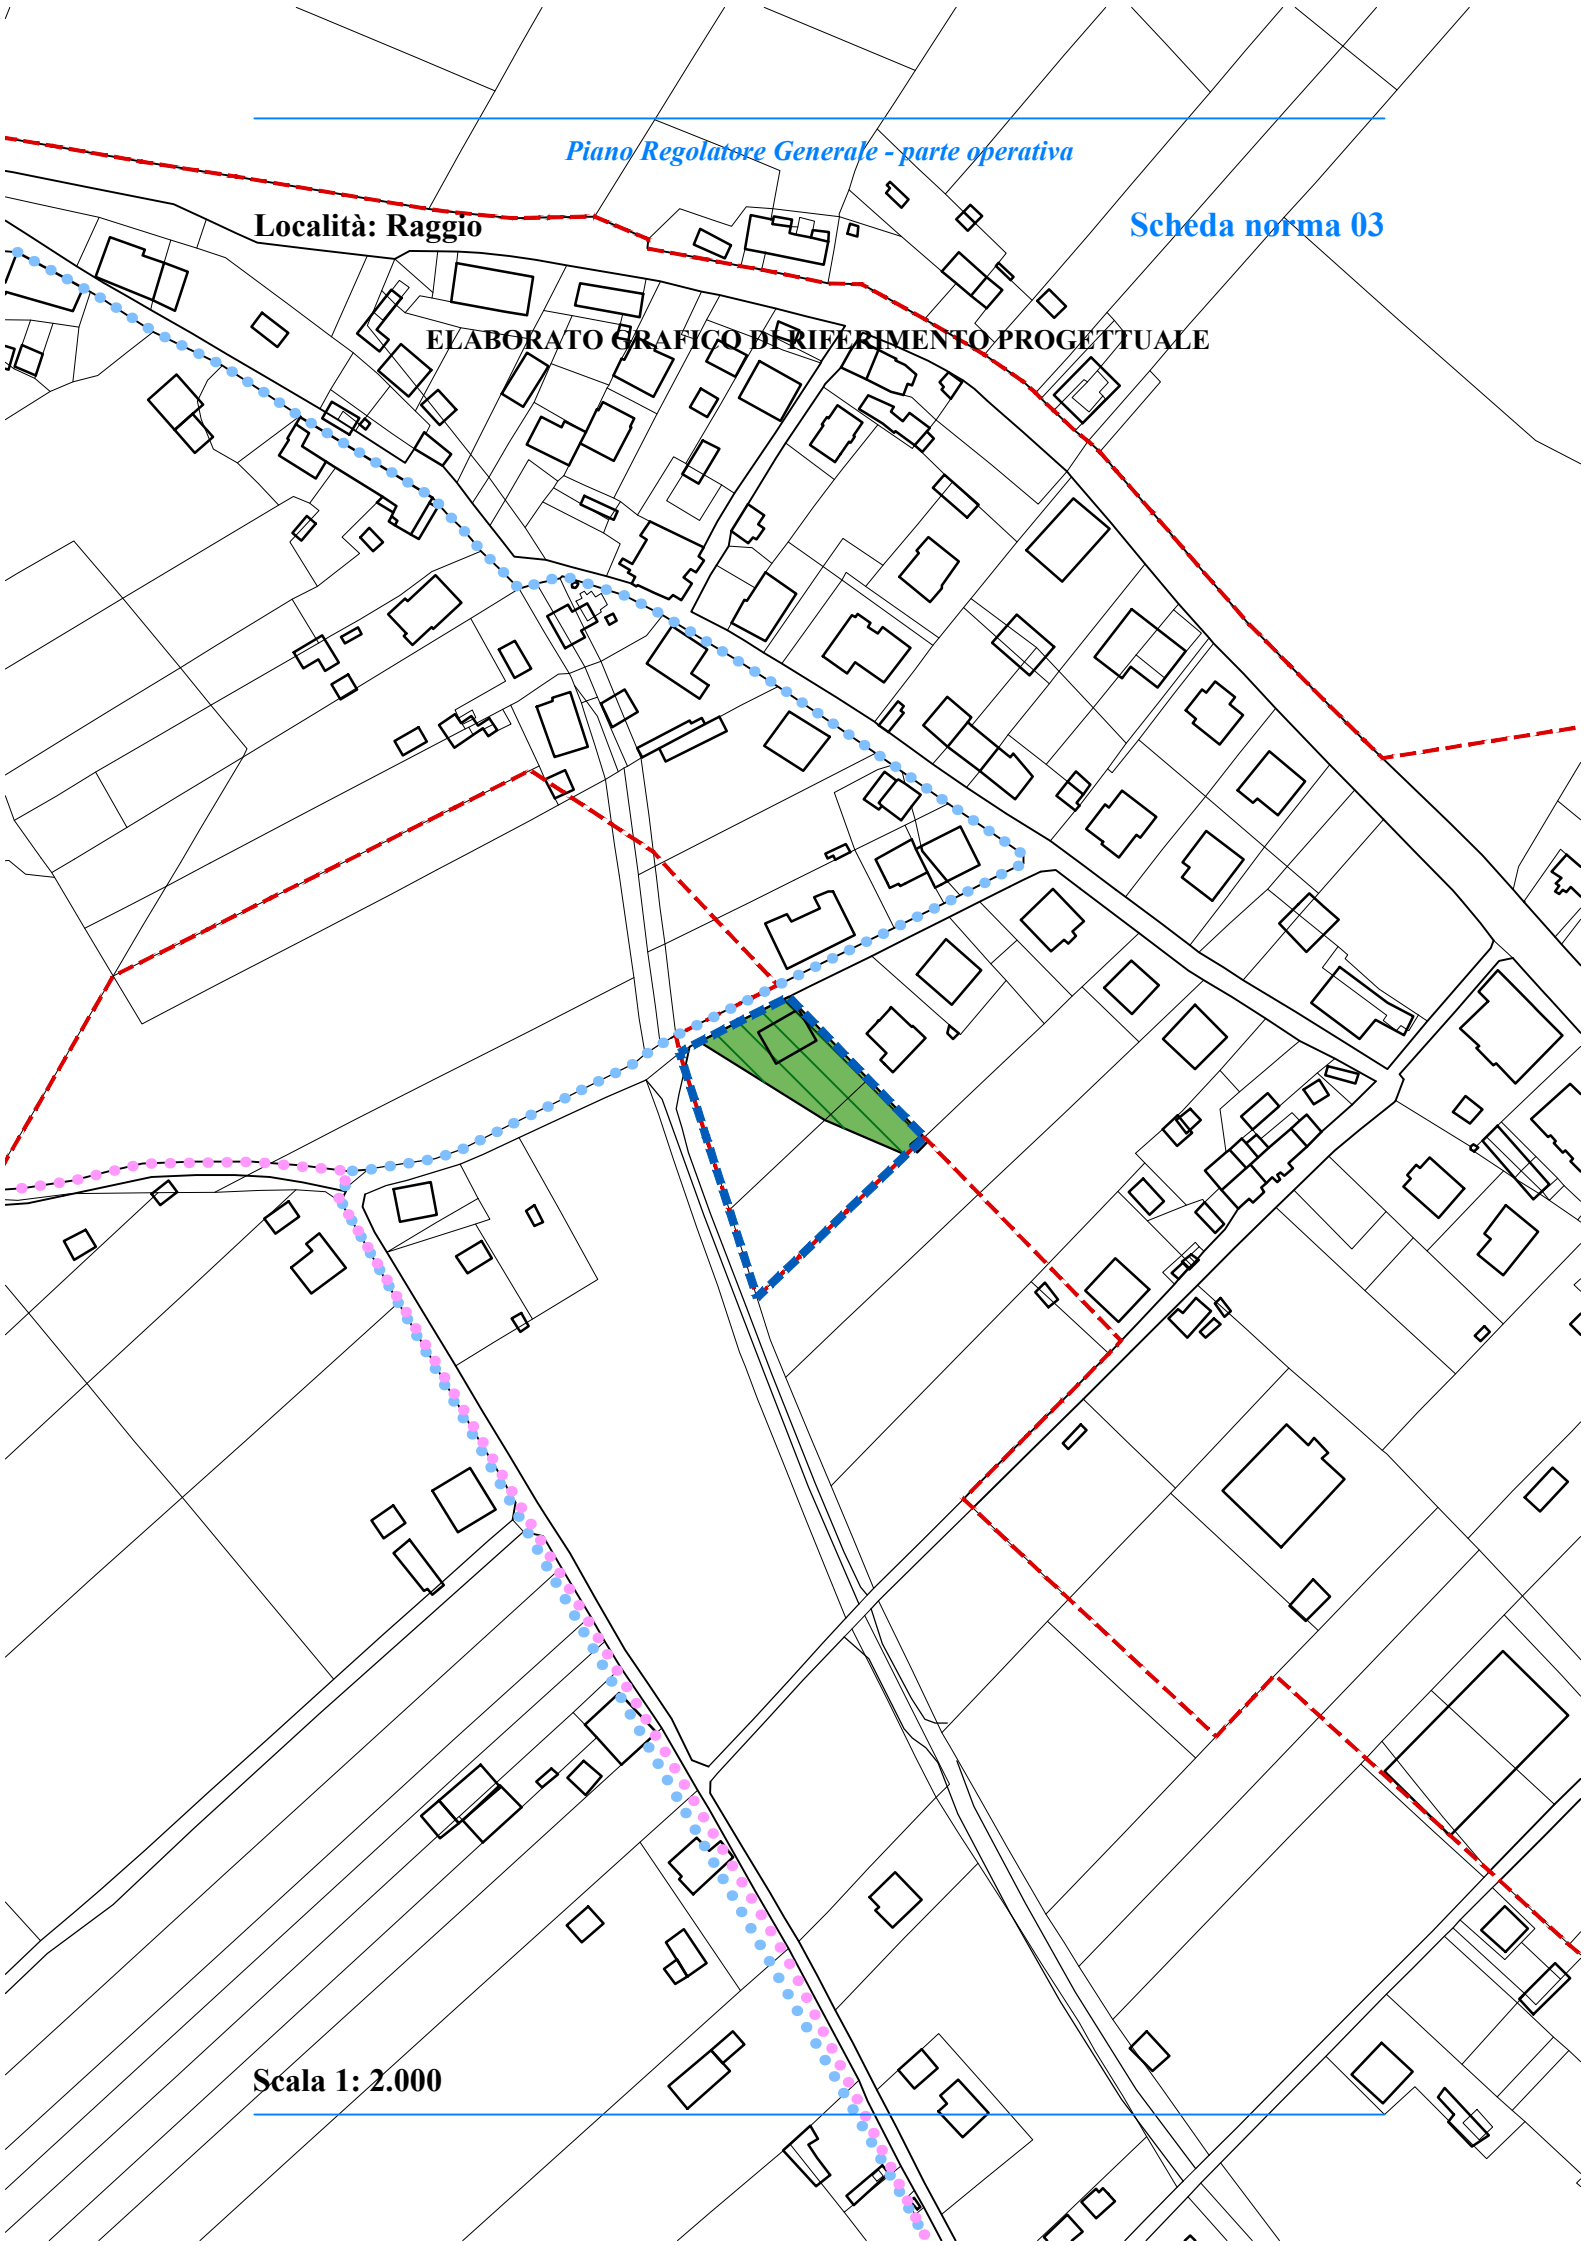 Piano Regolatore Generale - parte operativa
Località: Raggio
Scheda norma 03
ELABORATO GRAFICO DI RIFERIMENTO PROGETTUALE
Scala 1: 2.000